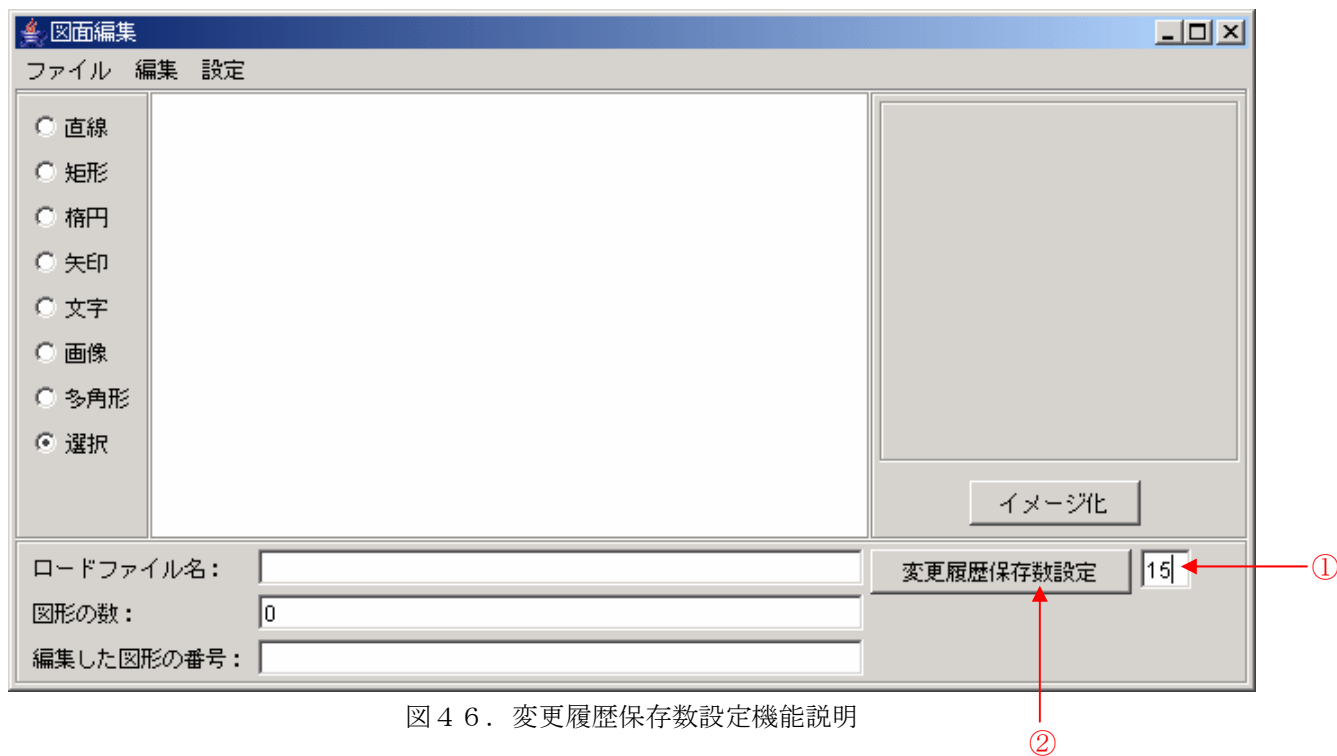 図面編集
ファイル 編集 設定
直線
矩形
楕円
矢印
文字
画像
多角形
選択
イメージ化
ロードファイル名：
変更履歴保存数設定 15 ①
図形の数： 0
編集した図形の番号：
図４６．変更履歴保存数設定機能説明
②